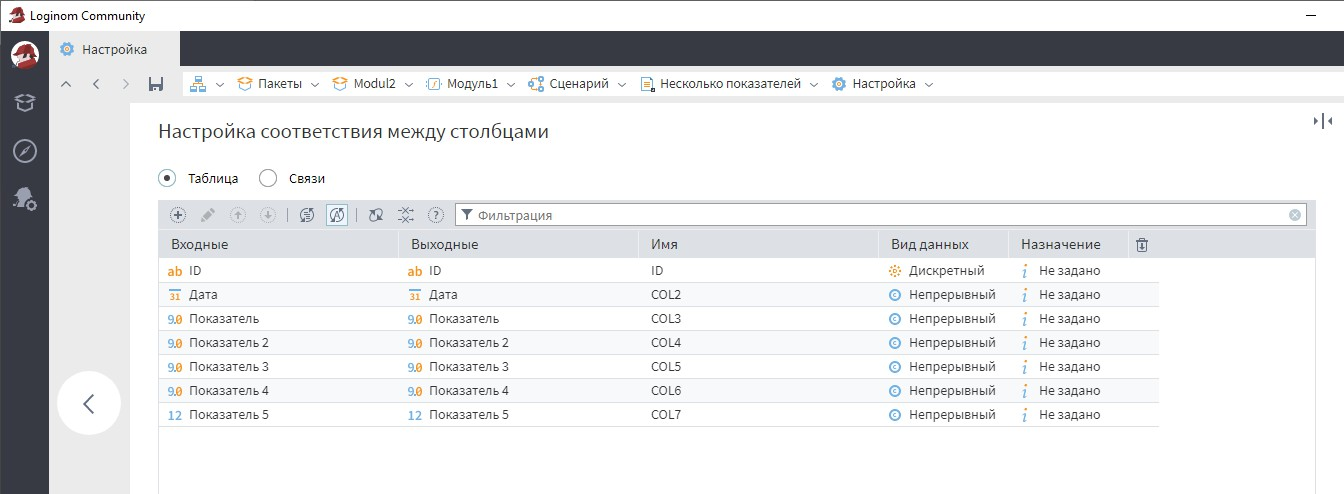 Loginom Community
Настройка
Пакеты Modul2 Модуль1 Сценарий Несколько показателей Настройка
Настройка соответствия между столбцами
Таблица Связи
Фильтрация
Входные Выходные Имя Вид данных Назначение
ab ID ab ID ID Дискретный Не задано
31 Дата 31 Дата COL2 Непрерывный Не задано
9.0 Показатель 9.0 Показатель COL3 Непрерывный Не задано
9.0 Показатель 2 9.0 Показатель 2 COL4 Непрерывный Не задано
9.0 Показатель 3 9.0 Показатель 3 COL5 Непрерывный Не задано
9.0 Показатель 4 9.0 Показатель 4 COL6 Непрерывный Не задано
12 Показатель 5 12 Показатель 5 COL7 Непрерывный Не задано